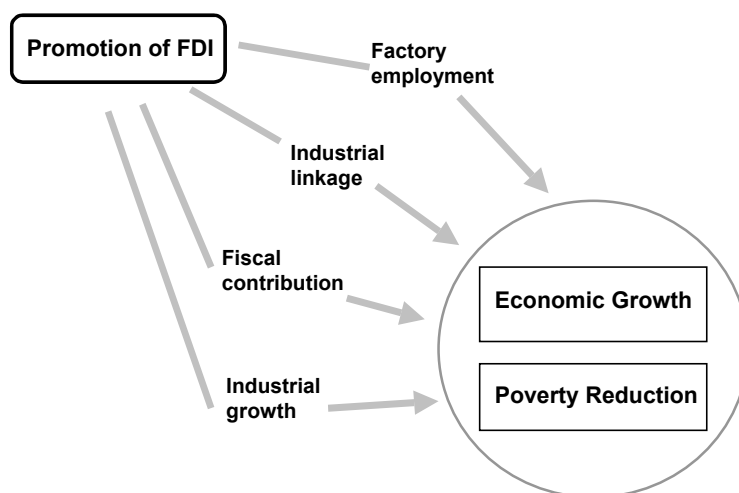 Promotion of FDI
Factory
employment
Industrial
linkage
Fiscal
contribution
Economic Growth
Industrial
growth
Poverty Reduction